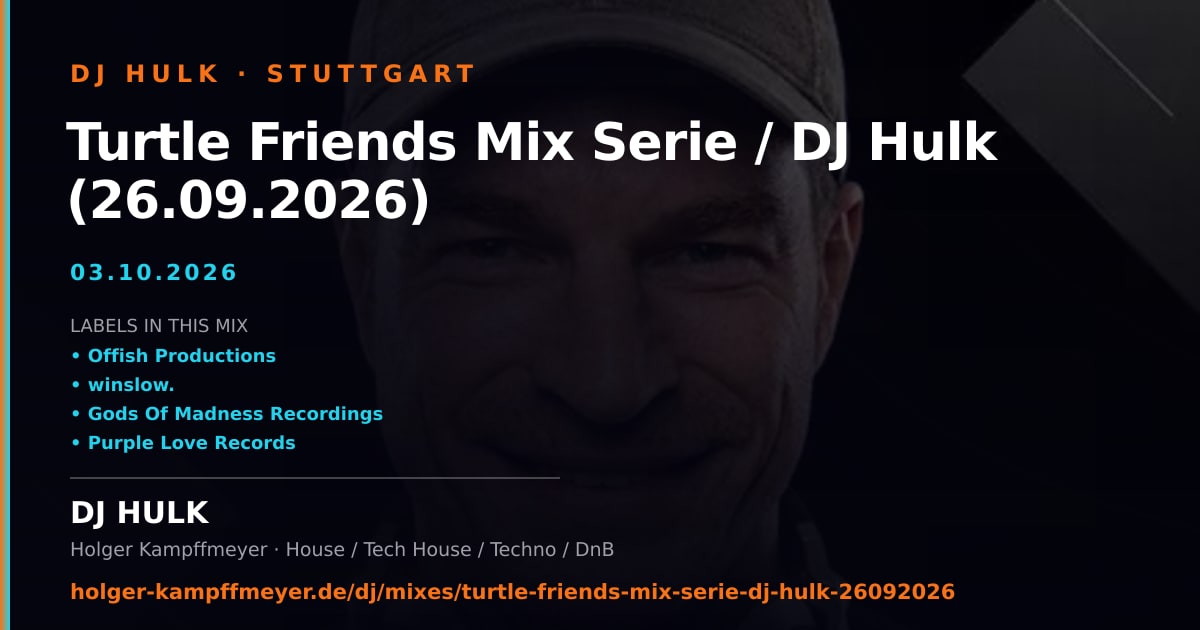 DJ HULK · STUTTGART
Turtle Friends Mix Serie / DJ Hulk
(26.09.2026)
03.10.2026
LABELS IN THIS MIX
• Offish Productions
• winslow.
• Gods Of Madness Recordings
• Purple Love Records
DJ HULK
Holger Kampffmeyer · House / Tech House / Techno / DnB
holger-kampffmeyer.de/dj/mixes/turtle-friends-mix-serie-dj-hulk-26092026